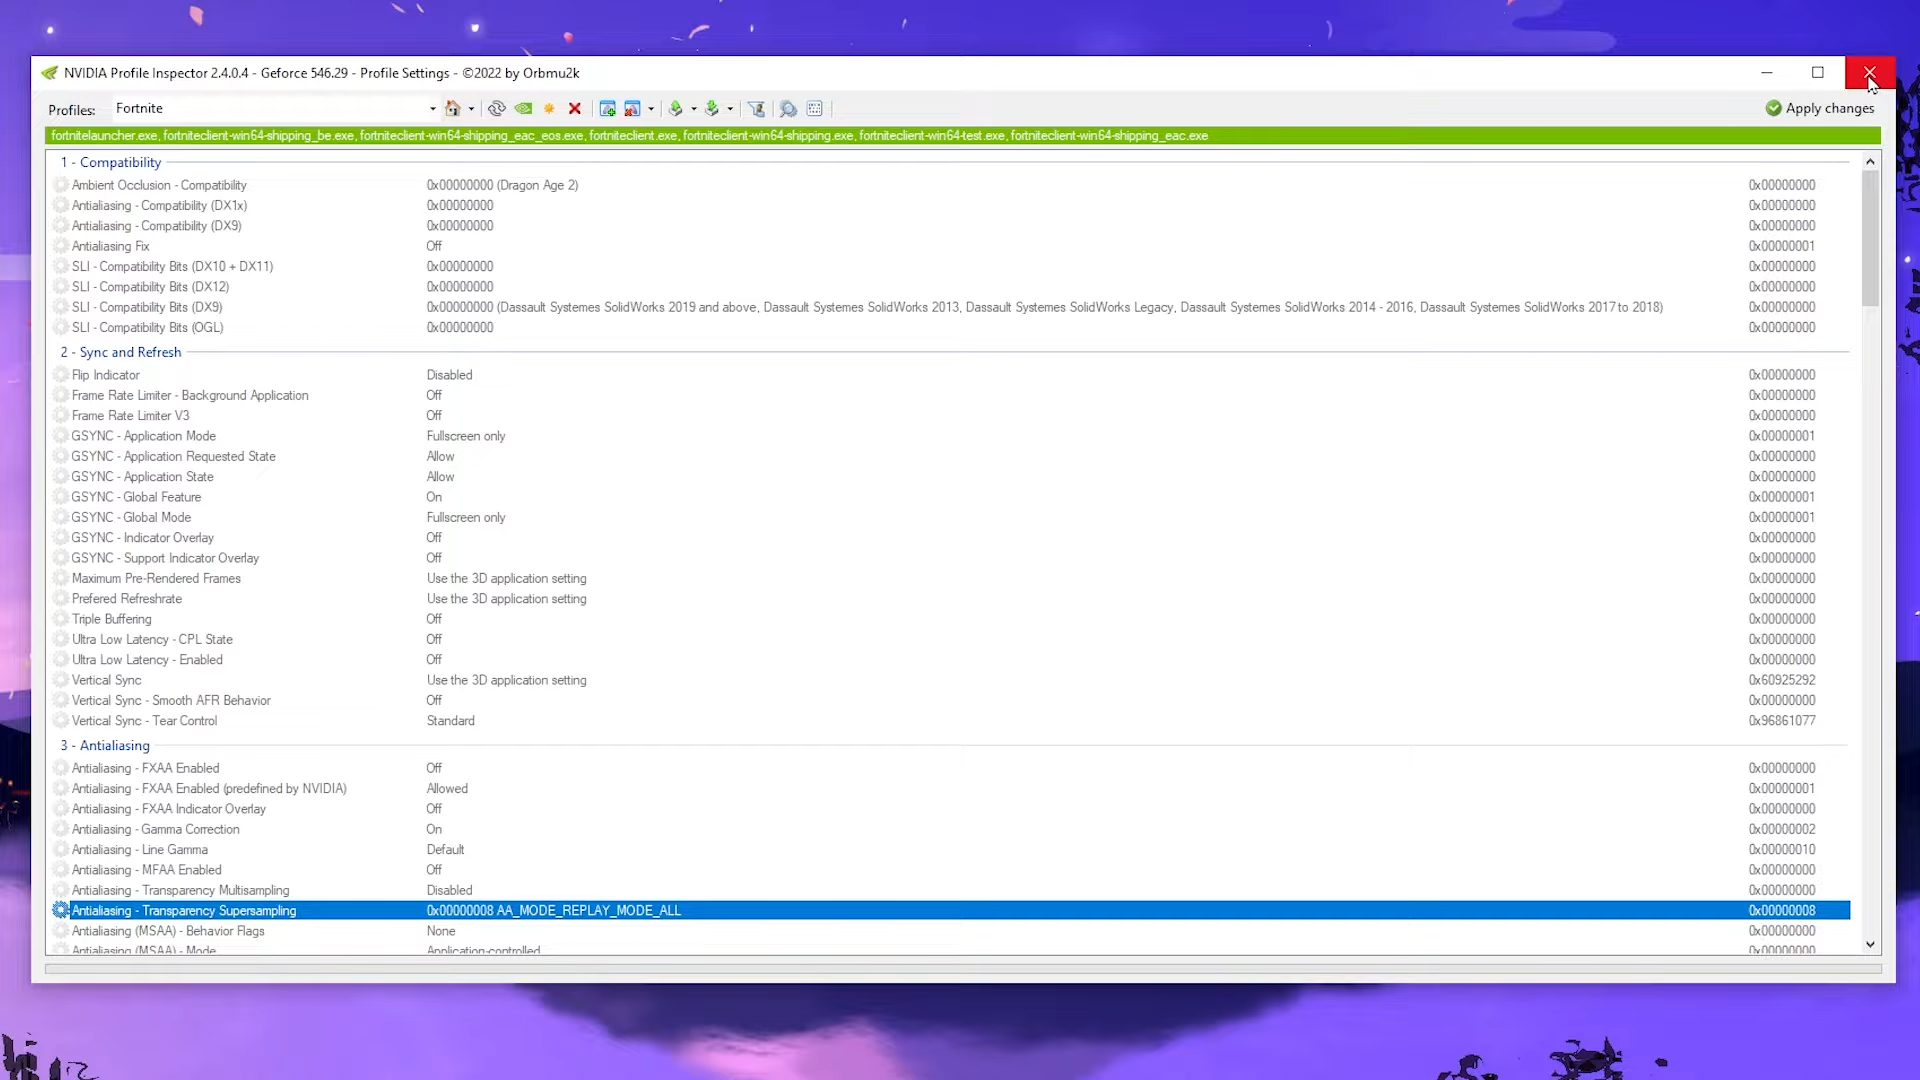 NVIDIA Profile Inspector 2.4.0.4 - Geforce 546.29 - Profile Settings - ©2022 by Orbmu2k
Profiles: Fortnite Apply changes
fortnitelauncher.exe, fortniteclient-win64-shipping_be.exe, fortniteclient-win64-shipping_eac_eos.exe, fortniteclient.exe, fortniteclient-win64-shipping.exe, fortniteclient-win64-test.exe, fortniteclient-win64-shipping_eac.exe
1 - Compatibility
Ambient Occlusion - Compatibility 0x00000000 (Dragon Age 2) 0x00000000
Antialiasing - Compatibility (DX1x) 0x00000000 0x00000000
Antialiasing - Compatibility (DX9) 0x00000000 0x00000000
Antialiasing Fix Off 0x00000001
SLI - Compatibility Bits (DX10 + DX11) 0x00000000 0x00000000
SLI - Compatibility Bits (DX12) 0x00000000 0x00000000
SLI - Compatibility Bits (DX9) 0x00000000 (Dassault Systemes SolidWorks 2019 and above, Dassault Systemes SolidWorks 2013, Dassault Systemes SolidWorks Legacy, Dassault Systemes SolidWorks 2014 - 2016, Dassault Systemes SolidWorks 2017 to 2018) 0x00000000
SLI - Compatibility Bits (OGL) 0x00000000 0x00000000
2 - Sync and Refresh
Flip Indicator Disabled 0x00000000
Frame Rate Limiter - Background Application Off 0x00000000
Frame Rate Limiter V3 Off 0x00000000
GSYNC - Application Mode Fullscreen only 0x00000001
GSYNC - Application Requested State Allow 0x00000000
GSYNC - Application State Allow 0x00000000
GSYNC - Global Feature On 0x00000001
GSYNC - Global Mode Fullscreen only 0x00000001
GSYNC - Indicator Overlay Off 0x00000000
GSYNC - Support Indicator Overlay Off 0x00000000
Maximum Pre-Rendered Frames Use the 3D application setting 0x00000000
Prefered Refreshrate Use the 3D application setting 0x00000000
Triple Buffering Off 0x00000000
Ultra Low Latency - CPL State Off 0x00000000
Ultra Low Latency - Enabled Off 0x00000000
Vertical Sync Use the 3D application setting 0x60925292
Vertical Sync - Smooth AFR Behavior Off 0x00000000
Vertical Sync - Tear Control Standard 0x96861077
3 - Antialiasing
Antialiasing - FXAA Enabled Off 0x00000000
Antialiasing - FXAA Enabled (predefined by NVIDIA) Allowed 0x00000001
Antialiasing - FXAA Indicator Overlay Off 0x00000000
Antialiasing - Gamma Correction On 0x00000002
Antialiasing - Line Gamma Default 0x00000010
Antialiasing - MFAA Enabled Off 0x00000000
Antialiasing - Transparency Multisampling Disabled 0x00000000
Antialiasing - Transparency Supersampling 0x00000008 AA_MODE_REPLAY_MODE_ALL 0x00000008
Antialiasing (MSAA) - Behavior Flags None 0x00000000
Antialiasing (MSAA) - Mode Application-controlled 0x00000000